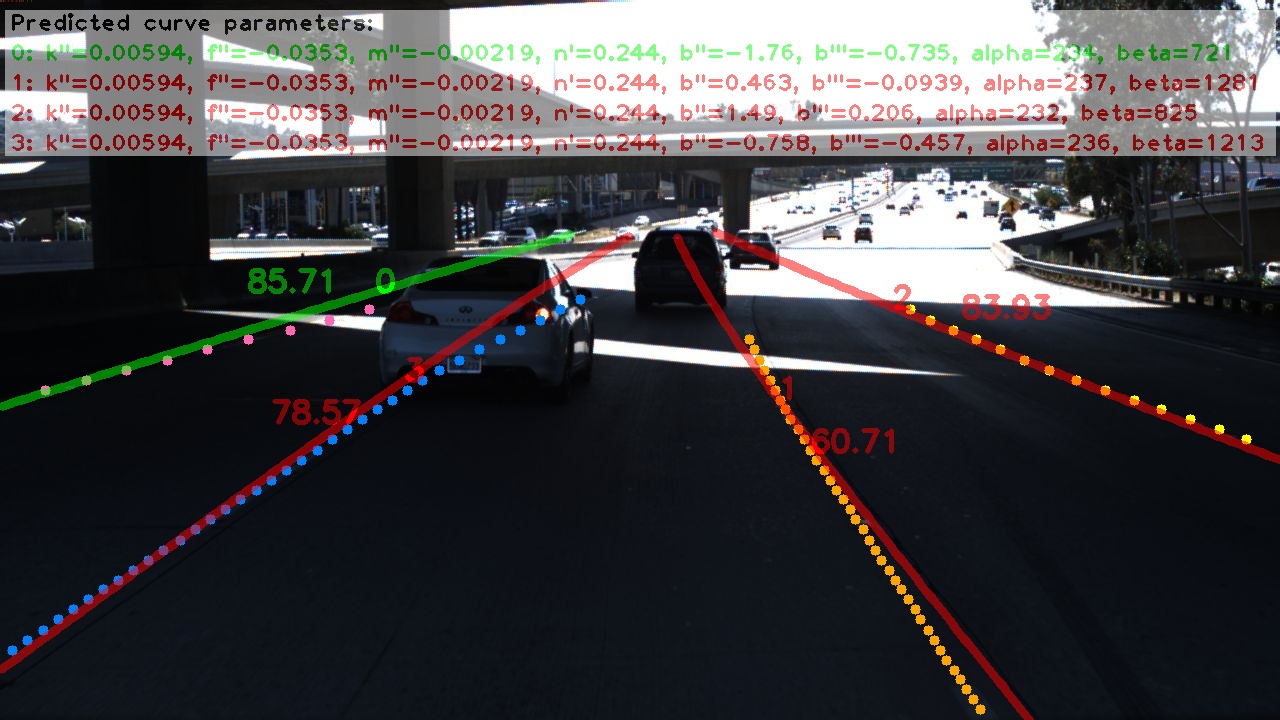 Predicted curve parameters:
0: k''=0.00594, f''=-0.0353, m''=-0.00219, n'=0.244, b''=-1.76, b'''=-0.735, alpha=234, beta=721
1: k''=0.00594, f''=-0.0353, m''=-0.00219, n'=0.244, b''=0.463, b'''=-0.0939, alpha=237, beta=1281
2: k''=0.00594, f''=-0.0353, m''=-0.00219, n'=0.244, b''=1.49, b'''=0.206, alpha=232, beta=825
3: k''=0.00594, f''=-0.0353, m''=-0.00219, n'=0.244, b''=-0.758, b'''=-0.457, alpha=236, beta=1213
85.71 0
2 83.93
3
1
78.57
60.71